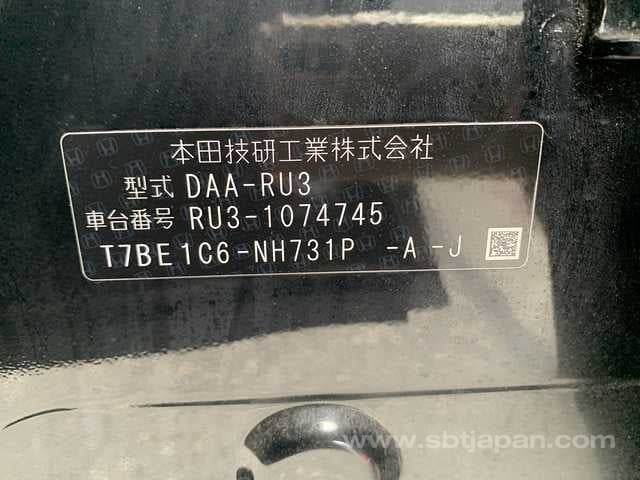 本田技研工業株式会社
型式 DAA-RU3
車台番号 RU3-1074745
T7BE1C6-NH731P -A -J
www.sbtjapan.com